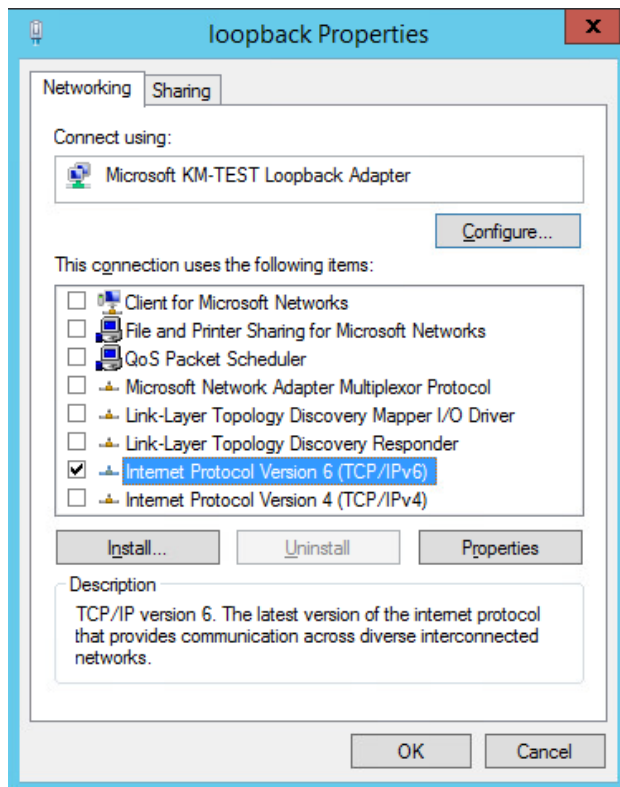 loopback Properties
x
Networking
Sharing
Connect using:
Microsoft KM-TEST Loopback Adapter
Configure...
This connection uses the following items:
Client for Microsoft Networks
File and Printer Sharing for Microsoft Networks
QoS Packet Scheduler
Microsoft Network Adapter Multiplexor Protocol
Link-Layer Topology Discovery Mapper I/O Driver
Link-Layer Topology Discovery Responder
Internet Protocol Version 6 (TCP/IPv6)
Internet Protocol Version 4 (TCP/IPv4)
Install...
Uninstall
Properties
Description
TCP/IP version 6. The latest version of the internet protocol
that provides communication across diverse interconnected
networks.
OK
Cancel